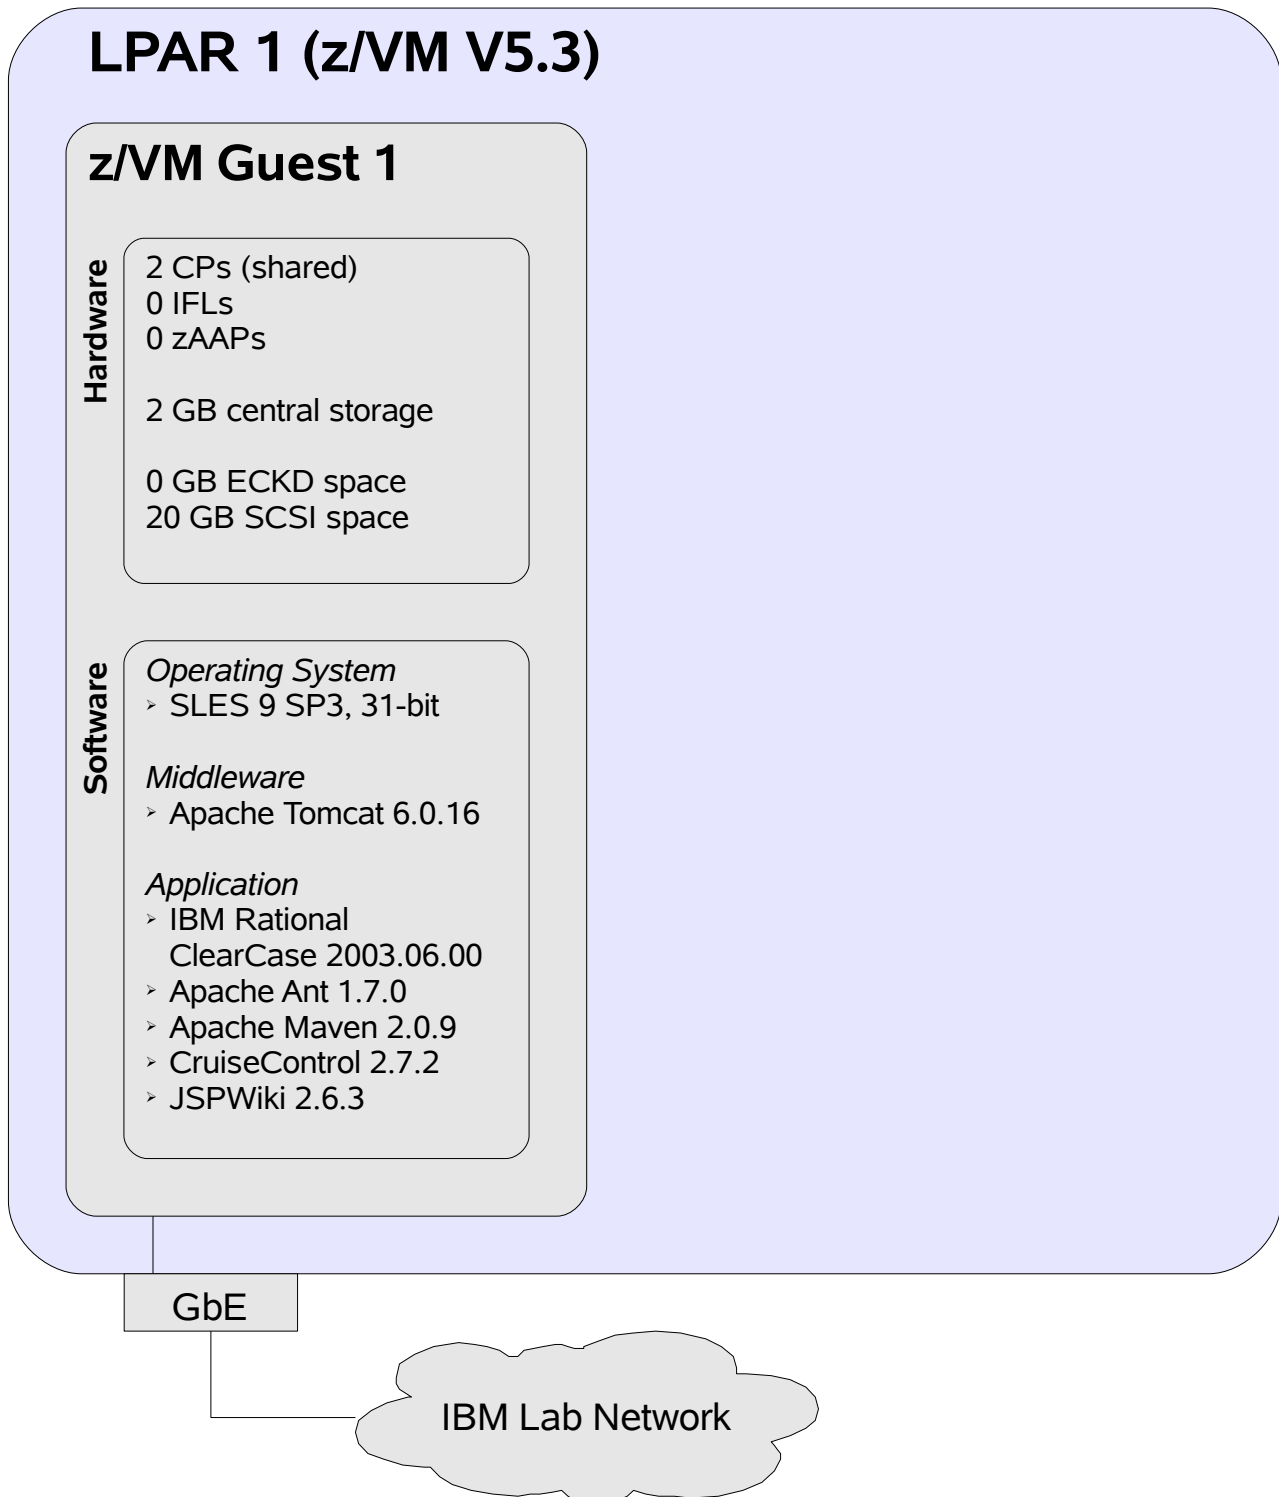 LPAR 1 (z/VM V5.3)
z/VM Guest 1
Hardware
2 CPs (shared)
0 IFLs
0 zAAPs
2 GB central storage
0 GB ECKD space
20 GB SCSI space
Software
Operating System
➢ SLES 9 SP3, 31-bit
Middleware
➢ Apache Tomcat 6.0.16
Application
➢ IBM Rational
ClearCase 2003.06.00
➢ Apache Ant 1.7.0
➢ Apache Maven 2.0.9
➢ CruiseControl 2.7.2
➢ JSPWiki 2.6.3
GbE
IBM Lab Network